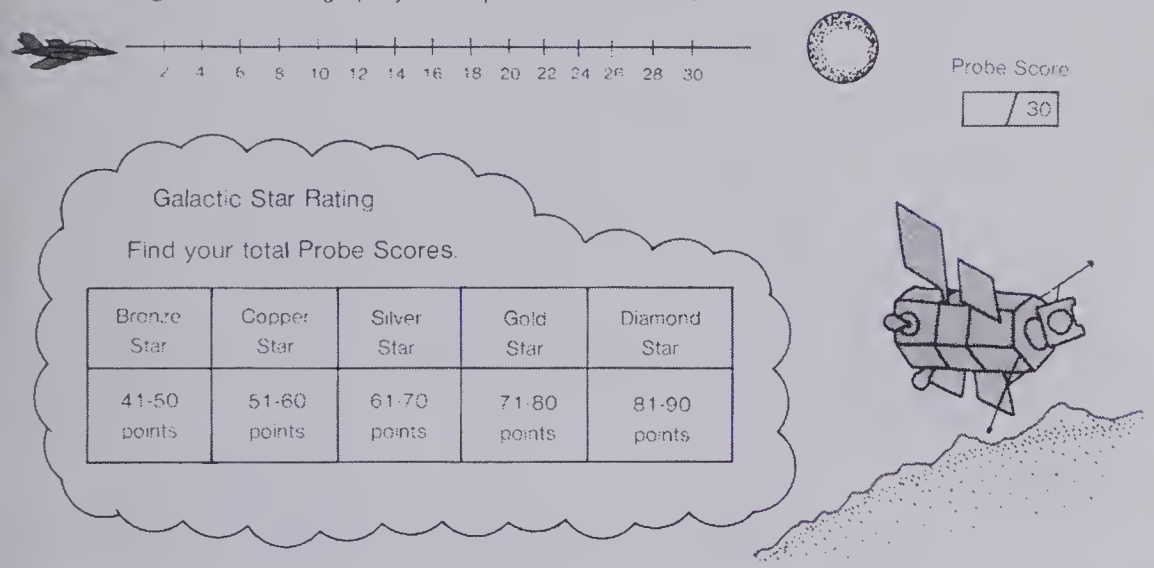 2 4 6 8 10 12 14 16 18 20 22 24 26 28 30
Probe Score
/ 30
Galactic Star Rating
Find your total Probe Scores.
Bronze Star
Copper Star
Silver Star
Gold Star
Diamond Star
41-50 points
51-60 points
61-70 points
71-80 points
81-90 points